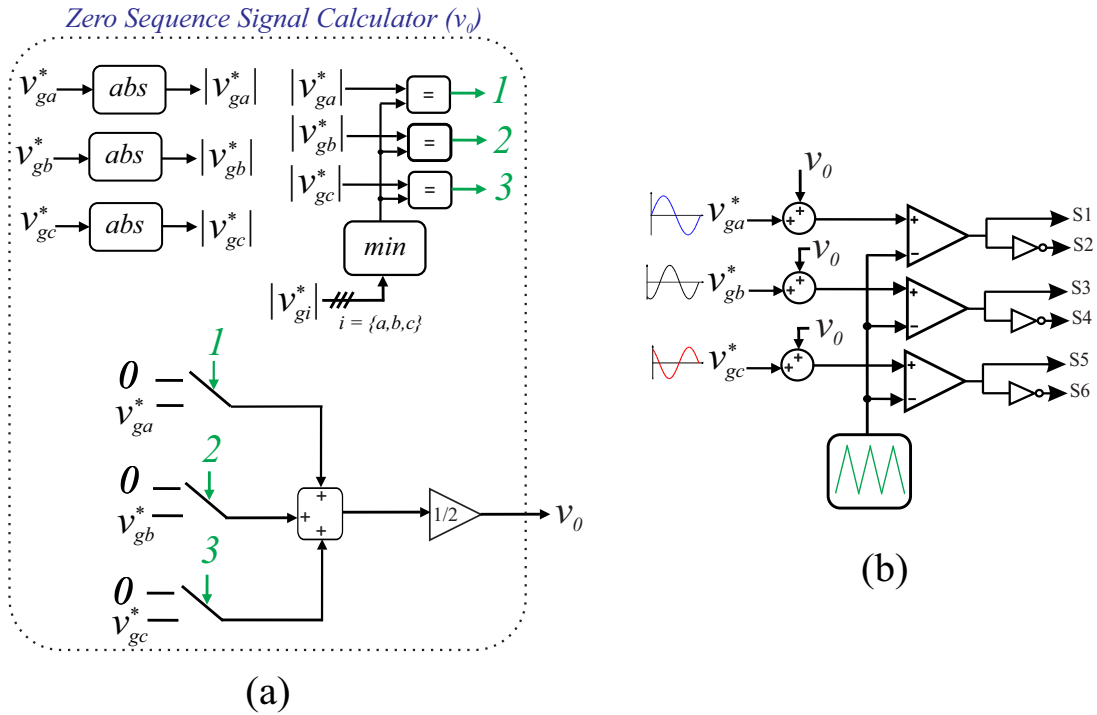 Zero Sequence Signal Calculator (v₀)
v*ga abs |v*ga|
v*gb abs |v*gb|
v*gc abs |v*gc|
|v*ga| = 1
|v*gb| = 2
|v*gc| = 3
min
|v*gi| i = {a,b,c}
1
0
v*ga
2
0
v*gb
3
0
v*gc
+
+
+
1/2
v₀
(a)
v₀
v*ga + + + − S1
S2
v₀
v*gb + + + − S3
S4
v₀
v*gc + + + − S5
S6
(b)